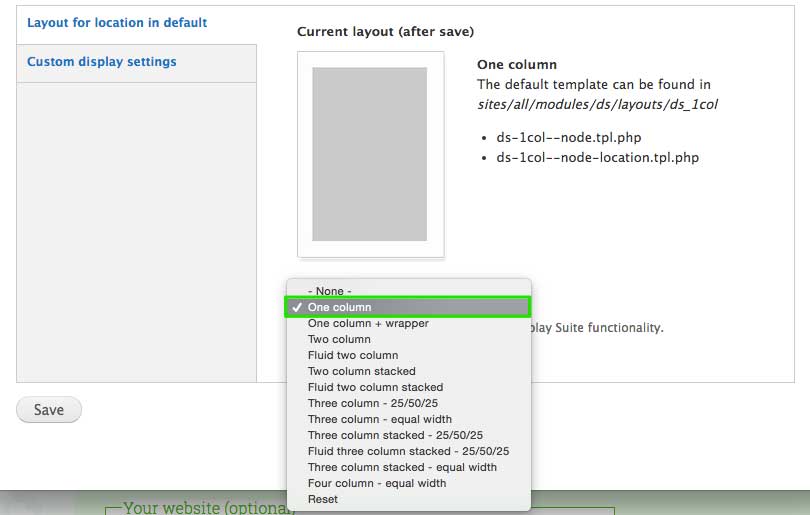 Layout for location in default
Custom display settings
Current layout (after save)
One column
The default template can be found in
sites/all/modules/ds/layouts/ds_1col
• ds-1col--node.tpl.php
• ds-1col--node-location.tpl.php
- None -
✓ One column
One column + wrapper
play Suite functionality.
Two column
Fluid two column
Two column stacked
Fluid two column stacked
Three column - 25/50/25
Three column - equal width
Three column stacked - 25/50/25
Fluid three column stacked - 25/50/25
Three column stacked - equal width
Four column - equal width
Reset
Save
Your website (optional)